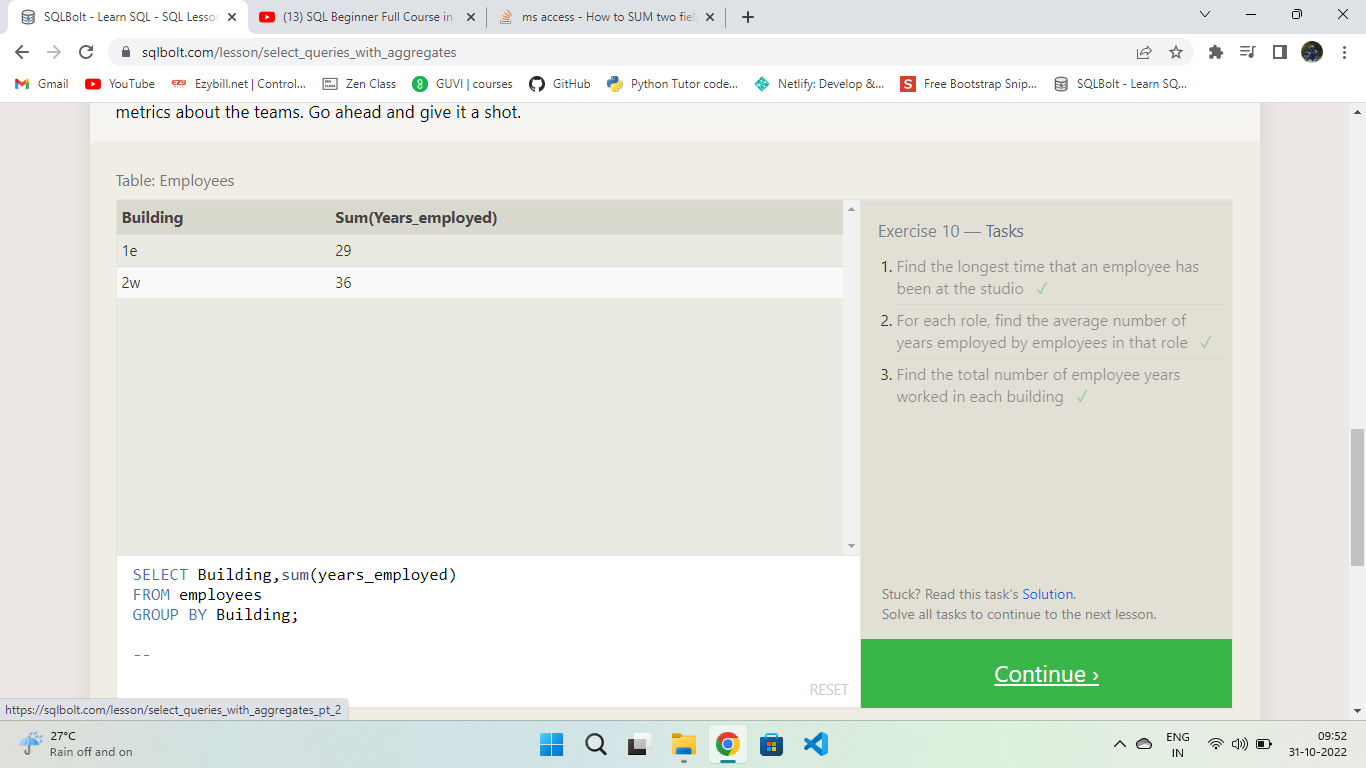 SQLBolt - Learn SQL - SQL Lesson
(13) SQL Beginner Full Course in
ms access - How to SUM two fiel
sqlbolt.com/lesson/select_queries_with_aggregates
Gmail YouTube Ezybill.net | Control... Zen Class GUVI | courses GitHub Python Tutor code... Netlify: Develop &... Free Bootstrap Snip... SQLBolt - Learn SQ...
metrics about the teams. Go ahead and give it a shot.
Table: Employees
Building Sum(Years_employed)
1e 29
2w 36
Exercise 10 — Tasks
1. Find the longest time that an employee has
been at the studio ✓
2. For each role, find the average number of
years employed by employees in that role ✓
3. Find the total number of employee years
worked in each building ✓
SELECT Building,sum(years_employed)
FROM employees
GROUP BY Building;
--
RESET
Stuck? Read this task's Solution.
Solve all tasks to continue to the next lesson.
Continue ›
https://sqlbolt.com/lesson/select_queries_with_aggregates_pt_2
27°C
Rain off and on
ENG
IN
09:52
31-10-2022